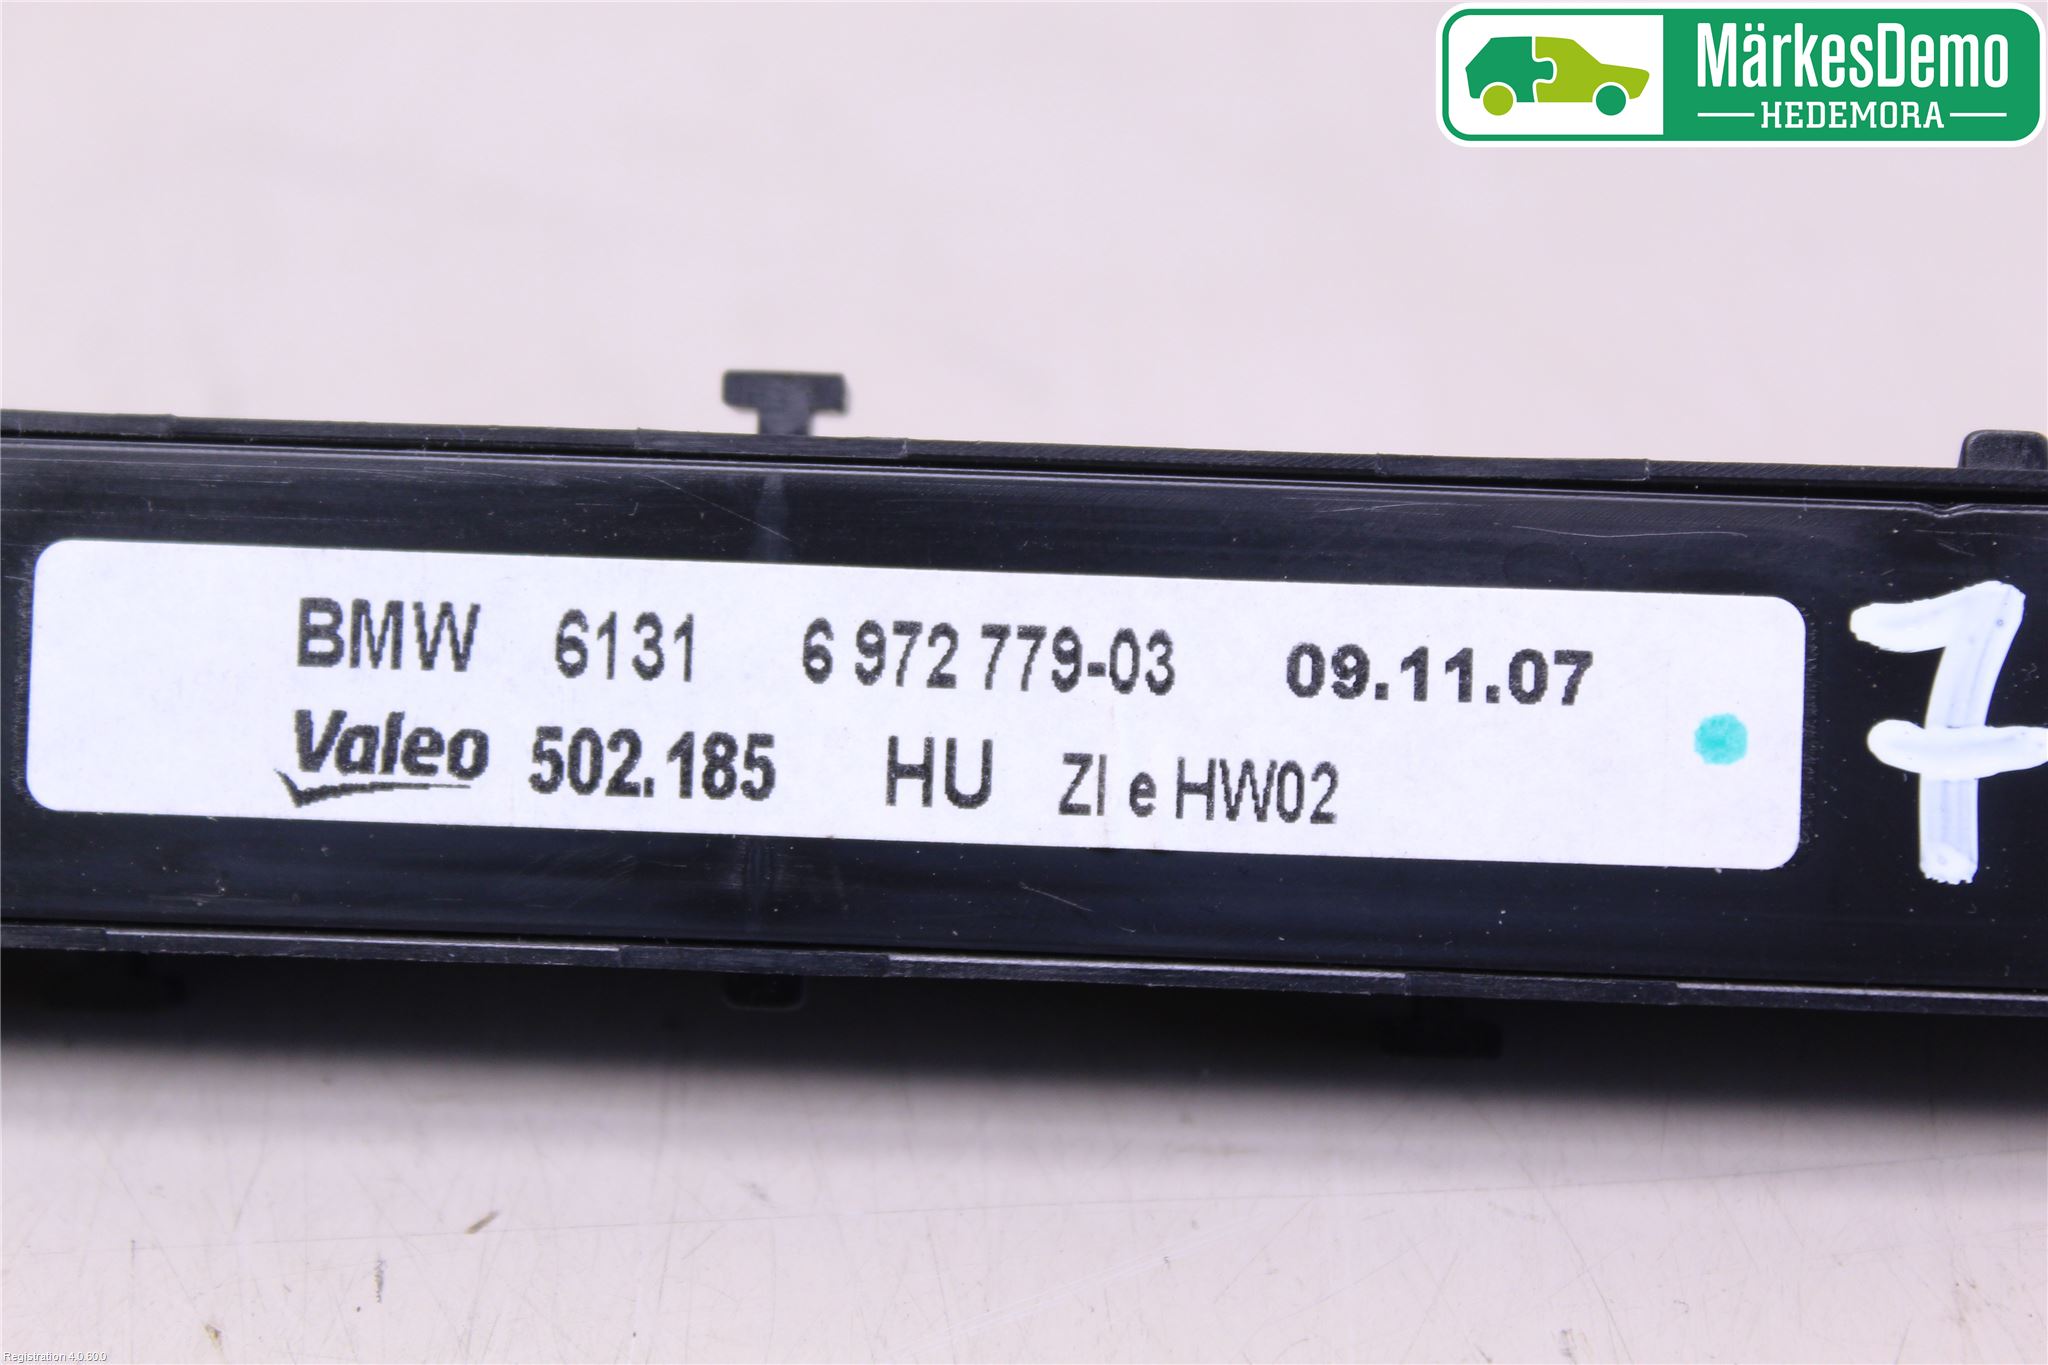 MärkesDemo
HEDEMORA
BMW 6131 6 972 779-03 09.11.07
Valeo 502.185 HU ZI e HW02
7
Registration 4.0.60.0